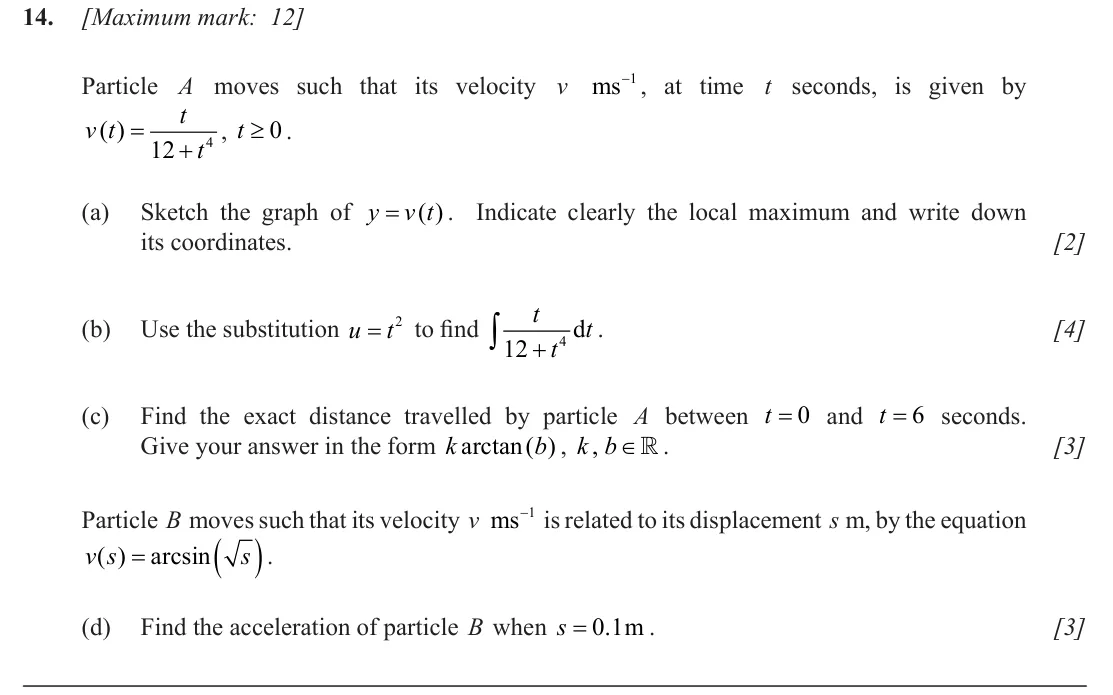 14. [Maximum mark: 12]
Particle A moves such that its velocity v ms⁻¹, at time t seconds, is given by
v(t) = t/(12 + t⁴), t ≥ 0.
(a) Sketch the graph of y = v(t). Indicate clearly the local maximum and write down
its coordinates. [2]
(b) Use the substitution u = t² to find ∫ t/(12 + t⁴) dt. [4]
(c) Find the exact distance travelled by particle A between t = 0 and t = 6 seconds.
Give your answer in the form k arctan(b), k, b ∈ ℝ. [3]
Particle B moves such that its velocity v ms⁻¹ is related to its displacement s m, by the equation
v(s) = arcsin(√s).
(d) Find the acceleration of particle B when s = 0.1 m. [3]